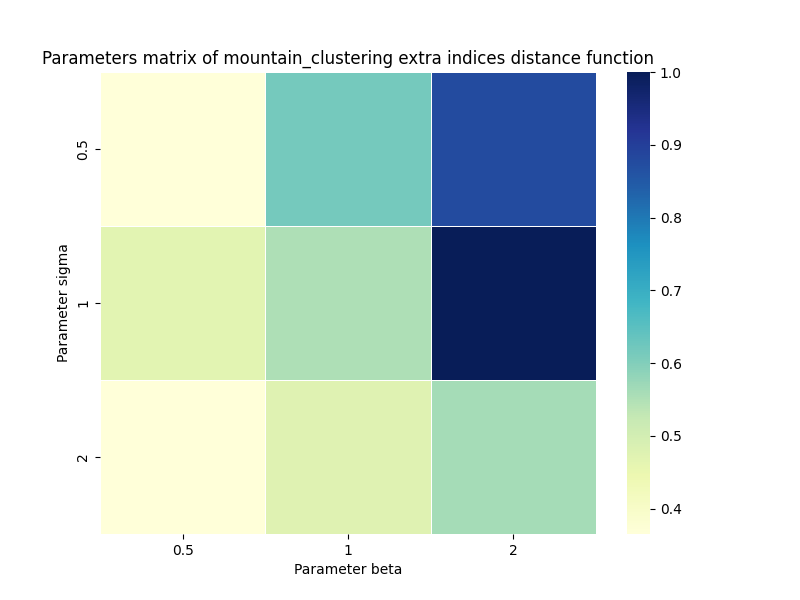 Parameters matrix of mountain_clustering extra indices distance function
Parameter sigma
0.5
1
2
0.5 1 2
Parameter beta
1.0
0.9
0.8
0.7
0.6
0.5
0.4